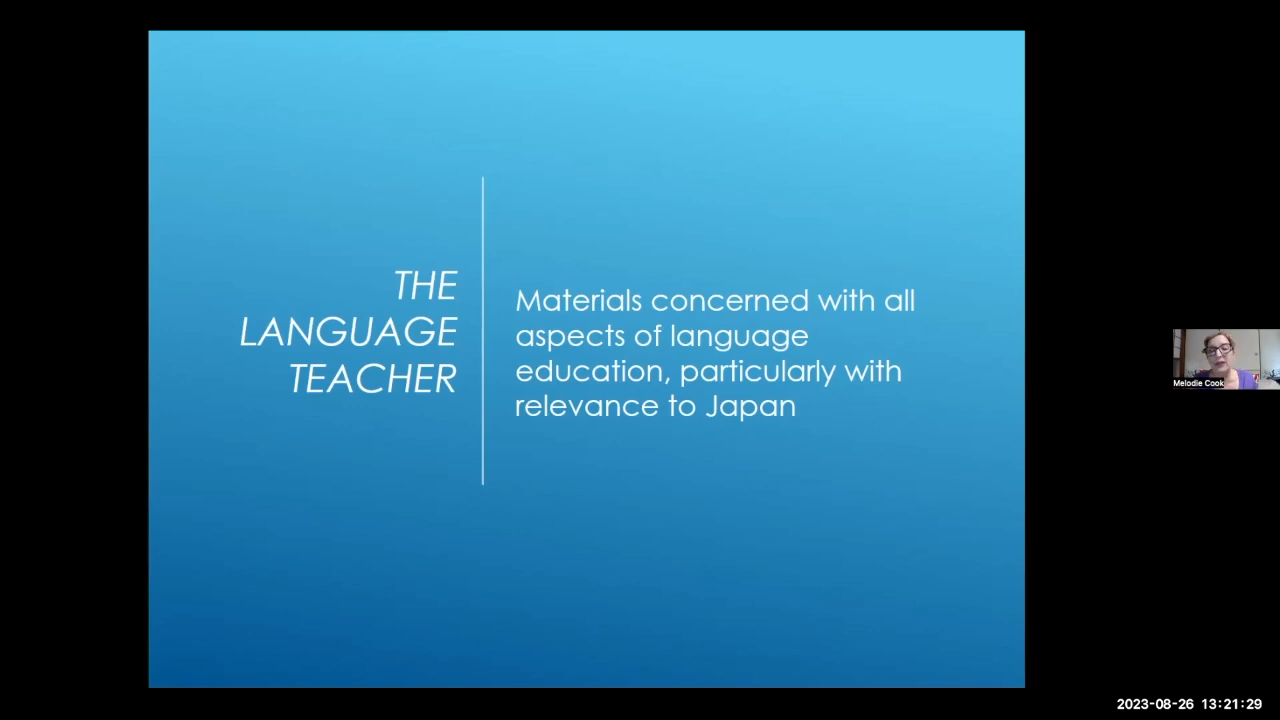 THE
LANGUAGE
TEACHER
Materials concerned with all
aspects of language
education, particularly with
relevance to Japan
Melodie Cook
2023-08-26 13:21:29